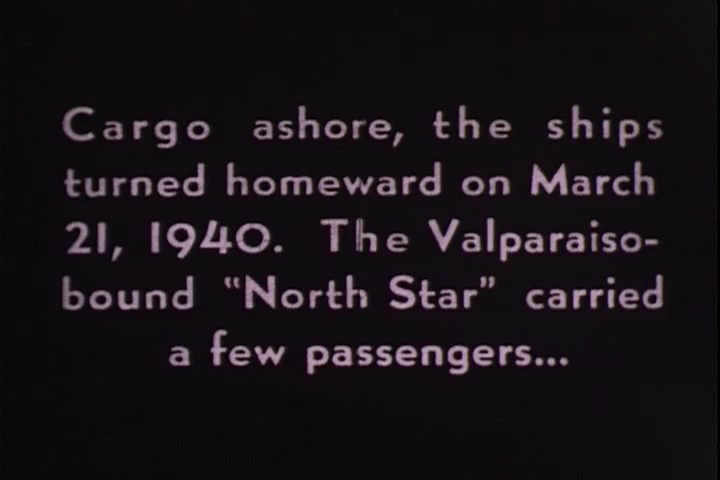 Cargo ashore, the ships
turned homeward on March
21, 1940. The Valparaiso-
bound "North Star" carried
a few passengers...